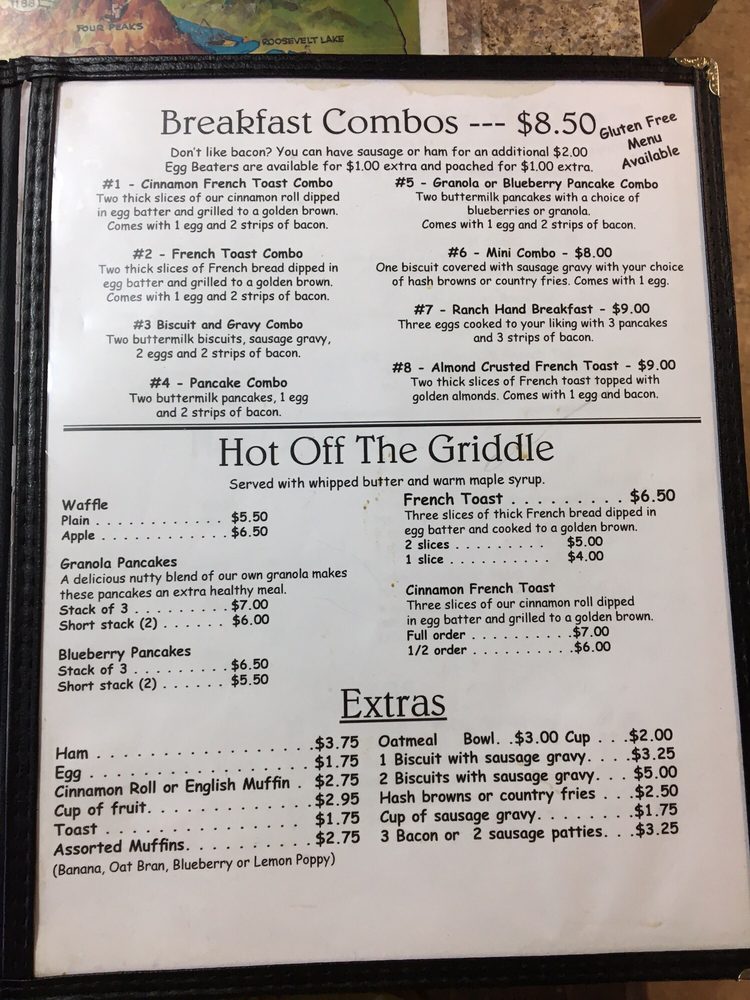 188
FOUR PEAKS
ROOSEVELT LAKE
Breakfast Combos --- $8.50
Gluten Free
Menu
Available
Don't like bacon? You can have sausage or ham for an additional $2.00
Egg Beaters are available for $1.00 extra and poached for $1.00 extra.
#1 - Cinnamon French Toast Combo
Two thick slices of our cinnamon roll dipped
in egg batter and grilled to a golden brown.
Comes with 1 egg and 2 strips of bacon.
#2 - French Toast Combo
Two thick slices of French bread dipped in
egg batter and grilled to a golden brown.
Comes with 1 egg and 2 strips of bacon.
#3 Biscuit and Gravy Combo
Two buttermilk biscuits, sausage gravy,
2 eggs and 2 strips of bacon.
#4 - Pancake Combo
Two buttermilk pancakes, 1 egg
and 2 strips of bacon.
#5 - Granola or Blueberry Pancake Combo
Two buttermilk pancakes with a choice of
blueberries or granola.
Comes with 1 egg and 2 strips of bacon.
#6 - Mini Combo - $8.00
One biscuit covered with sausage gravy with your choice
of hash browns or country fries. Comes with 1 egg.
#7 - Ranch Hand Breakfast - $9.00
Three eggs cooked to your liking with 3 pancakes
and 3 strips of bacon.
#8 - Almond Crusted French Toast - $9.00
Two thick slices of French toast topped with
golden almonds. Comes with 1 egg and bacon.
Hot Off The Griddle
Served with whipped butter and warm maple syrup.
Waffle
Plain . . . . . . . . . . . . $5.50
Apple . . . . . . . . . . . . $6.50
Granola Pancakes
A delicious nutty blend of our own granola makes
these pancakes an extra healthy meal.
Stack of 3 . . . . . . . . . $7.00
Short stack (2) . . . . . . $6.00
Blueberry Pancakes
Stack of 3 . . . . . . . . . $6.50
Short stack (2) . . . . . . $5.50
French Toast . . . . . . . . . $6.50
Three slices of thick French bread dipped in
egg batter and cooked to a golden brown.
2 slices . . . . . . . . . $5.00
1 slice . . . . . . . . . . $4.00
Cinnamon French Toast
Three slices of our cinnamon roll dipped
in egg batter and grilled to a golden brown.
Full order . . . . . . . . . .$7.00
1/2 order . . . . . . . . . .$6.00
Extras
Ham . . . . . . . . . . . . . . . . . .$3.75
Egg . . . . . . . . . . . . . . . . . . $1.75
Cinnamon Roll or English Muffin . $2.75
Cup of fruit. . . . . . . . . . . . . .$2.95
Toast . . . . . . . . . . . . . . . . $1.75
Assorted Muffins. . . . . . . . . . .$2.75
(Banana, Oat Bran, Blueberry or Lemon Poppy)
Oatmeal Bowl. .$3.00 Cup . . .$2.00
1 Biscuit with sausage gravy. . . .$3.25
2 Biscuits with sausage gravy. . . .$5.00
Hash browns or country fries . . .$2.50
Cup of sausage gravy. . . . . . . .$1.75
3 Bacon or 2 sausage patties. . .$3.25